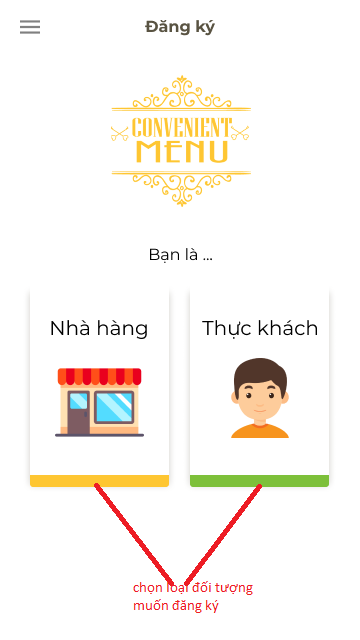 Đăng ký
CONVENIENT
MENU
Bạn là ...
Nhà hàng
Thực khách
chọn loại đối tượng
muốn đăng ký